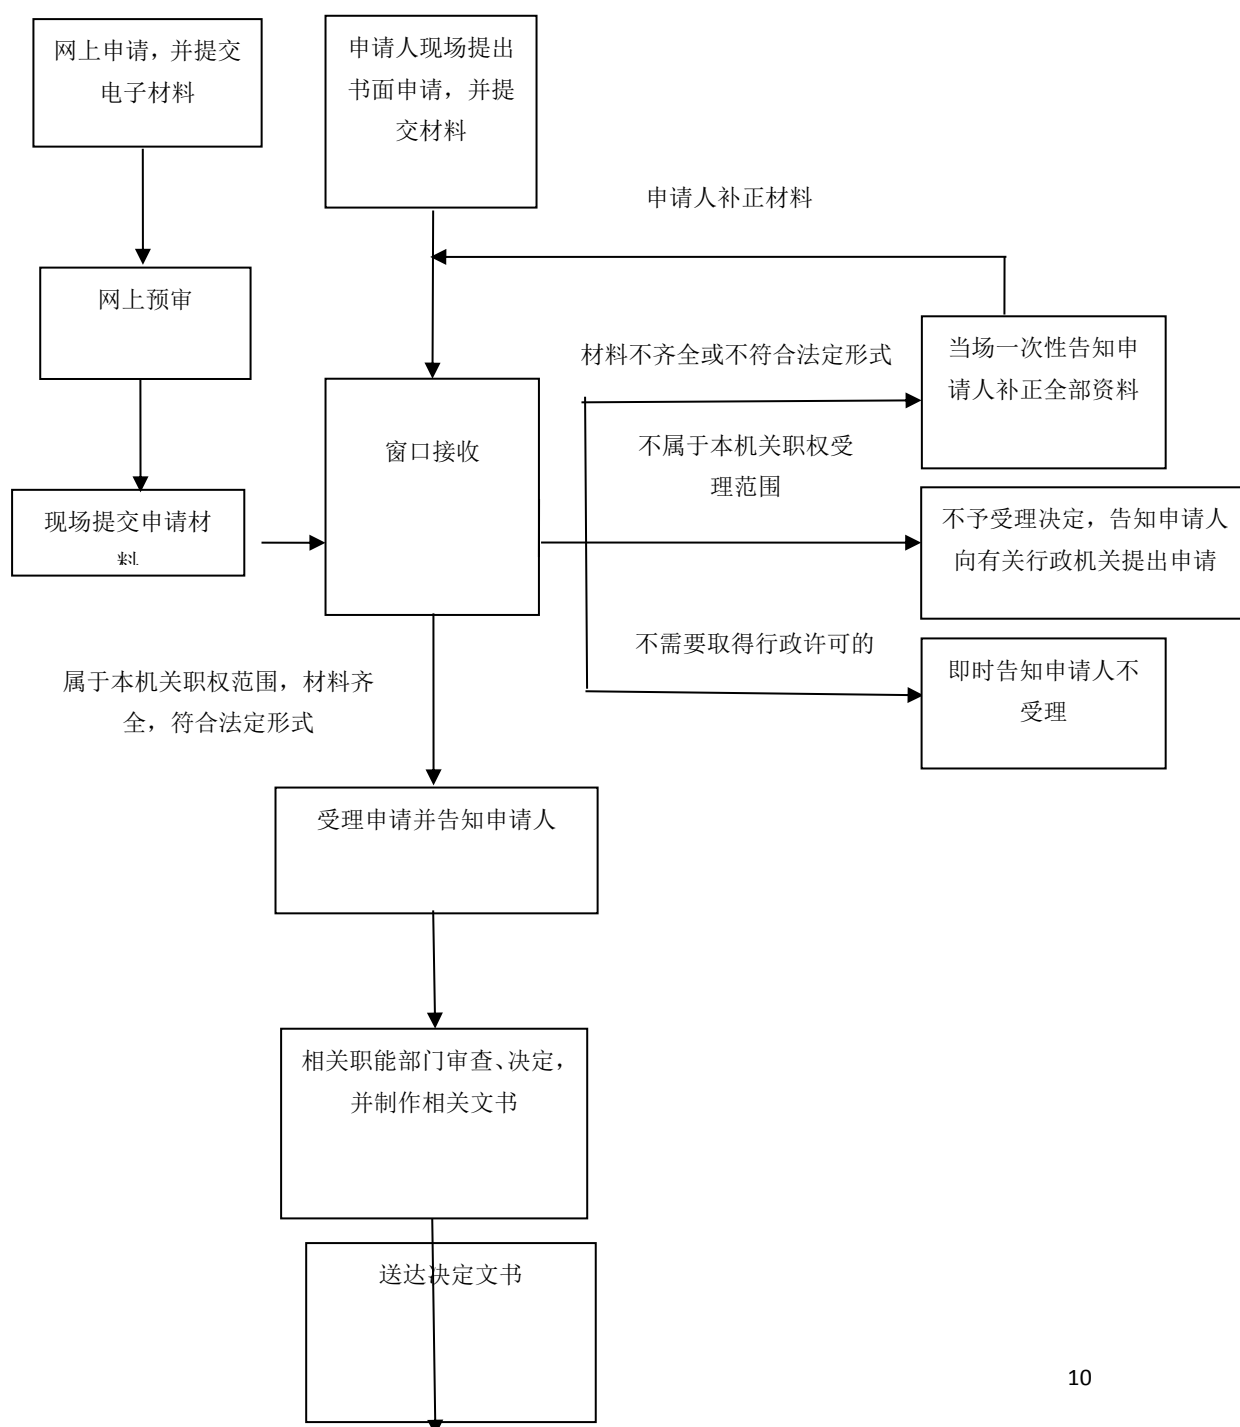 网上申请，并提交
电子材料
申请人现场提出
书面申请，并提
交材料
申请人补正材料
网上预审
材料不齐全或不符合法定形式
当场一次性告知申
请人补正全部资料
窗口接收
不属于本机关职权受
理范围
现场提交申请材
料
不予受理决定，告知申请人
向有关行政机关提出申请
不需要取得行政许可的
即时告知申请人不
受理
属于本机关职权范围，材料齐
全，符合法定形式
受理申请并告知申请人
相关职能部门审查、决定，
并制作相关文书
送达决定文书
10